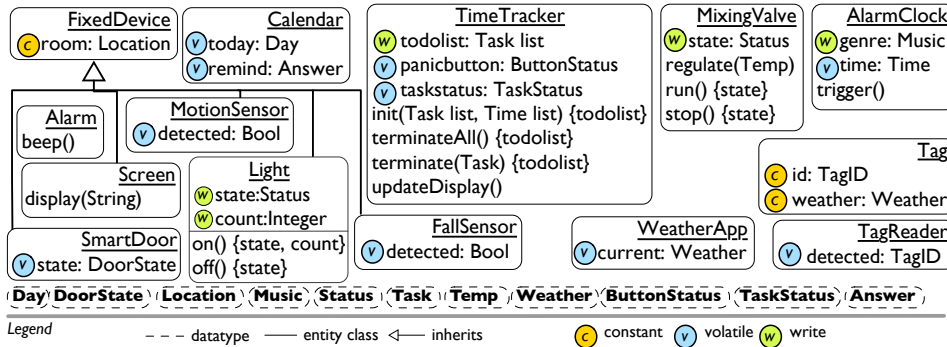 FixedDevice
c room: Location
Calendar
v today: Day
v remind: Answer
TimeTracker
w todolist: Task list
v panicbutton: ButtonStatus
v taskstatus: TaskStatus
init(Task list, Time list) {todolist}
terminateAll() {todolist}
terminate(Task) {todolist}
updateDisplay()
MixingValve
w state: Status
regulate(Temp)
run() {state}
stop() {state}
AlarmClock
w genre: Music
v time: Time
trigger()
Alarm
beep()
MotionSensor
v detected: Bool
Screen
display(String)
Light
w state:Status
w count:Integer
on() {state, count}
off() {state}
Tag
c id: TagID
c weather: Weather
SmartDoor
v state: DoorState
FallSensor
v detected: Bool
WeatherApp
v current: Weather
TagReader
v detected: TagID
Day DoorState Location Music Status Task Temp Weather ButtonStatus TaskStatus Answer
Legend
datatype entity class inherits c constant v volatile w write